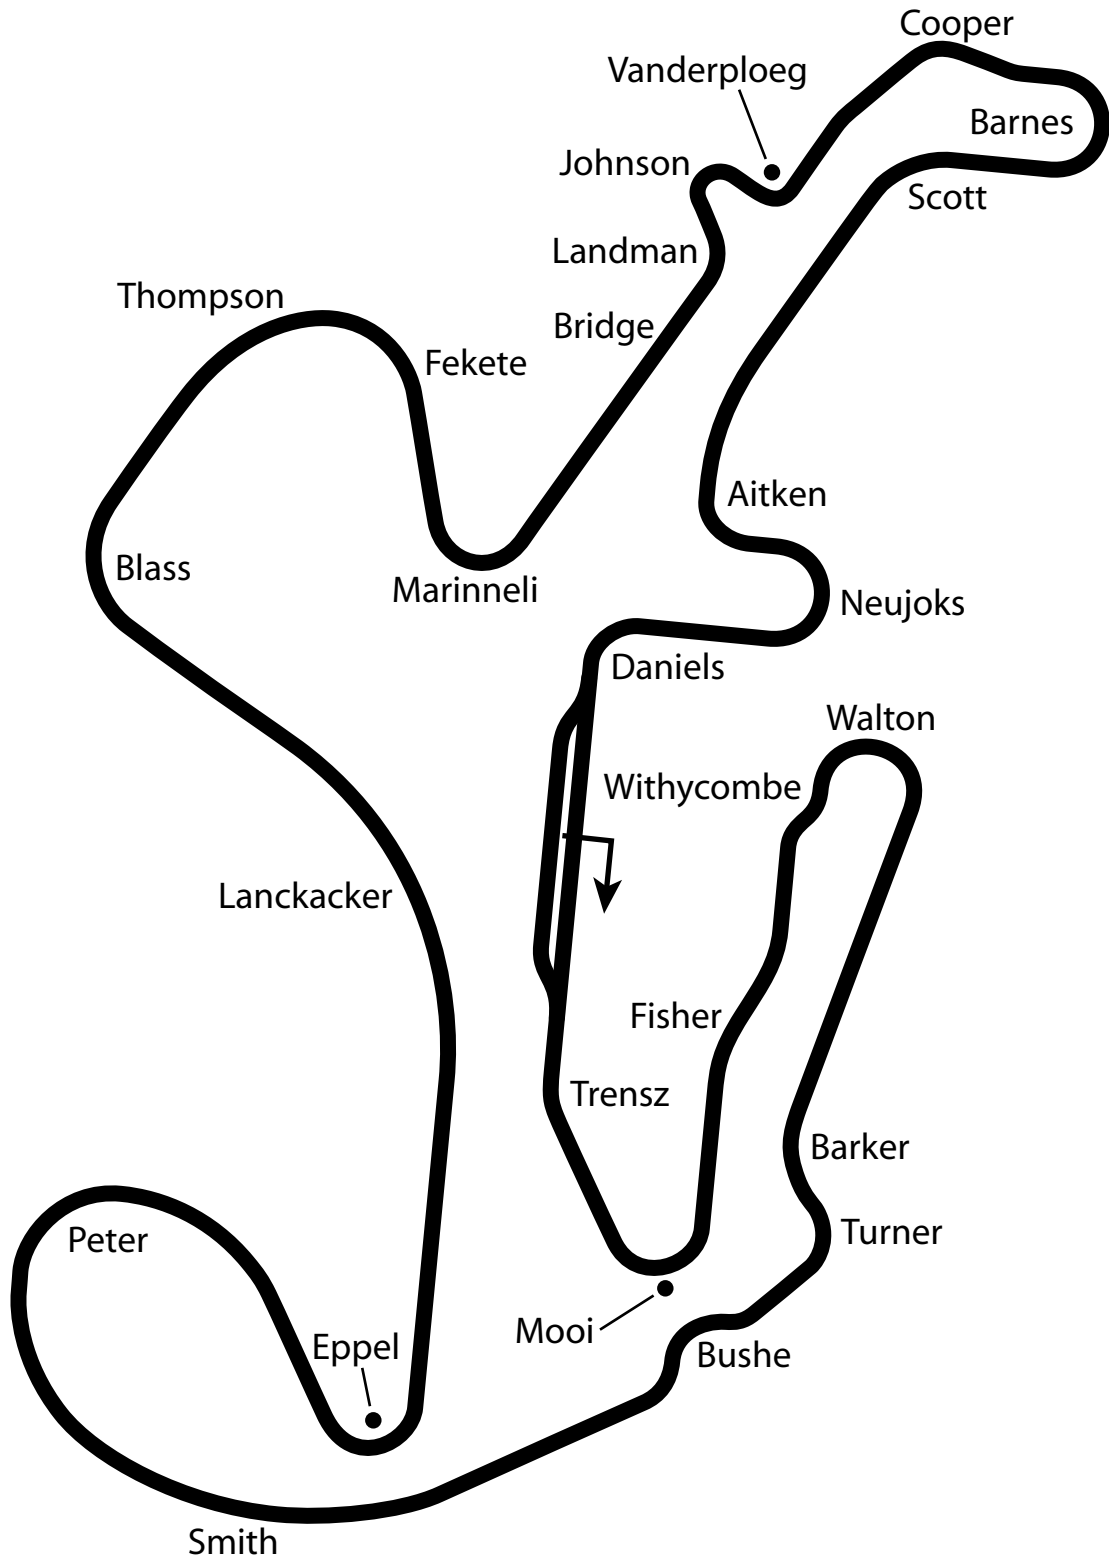 Cooper
Vanderploeg
Barnes
Johnson
Scott
Landman
Thompson
Bridge
Fekete
Aitken
Blass
Marinneli
Neujoks
Daniels
Walton
Withycombe
Lanckacker
Fisher
Trensz
Barker
Turner
Peter
Mooi
Eppel
Bushe
Smith